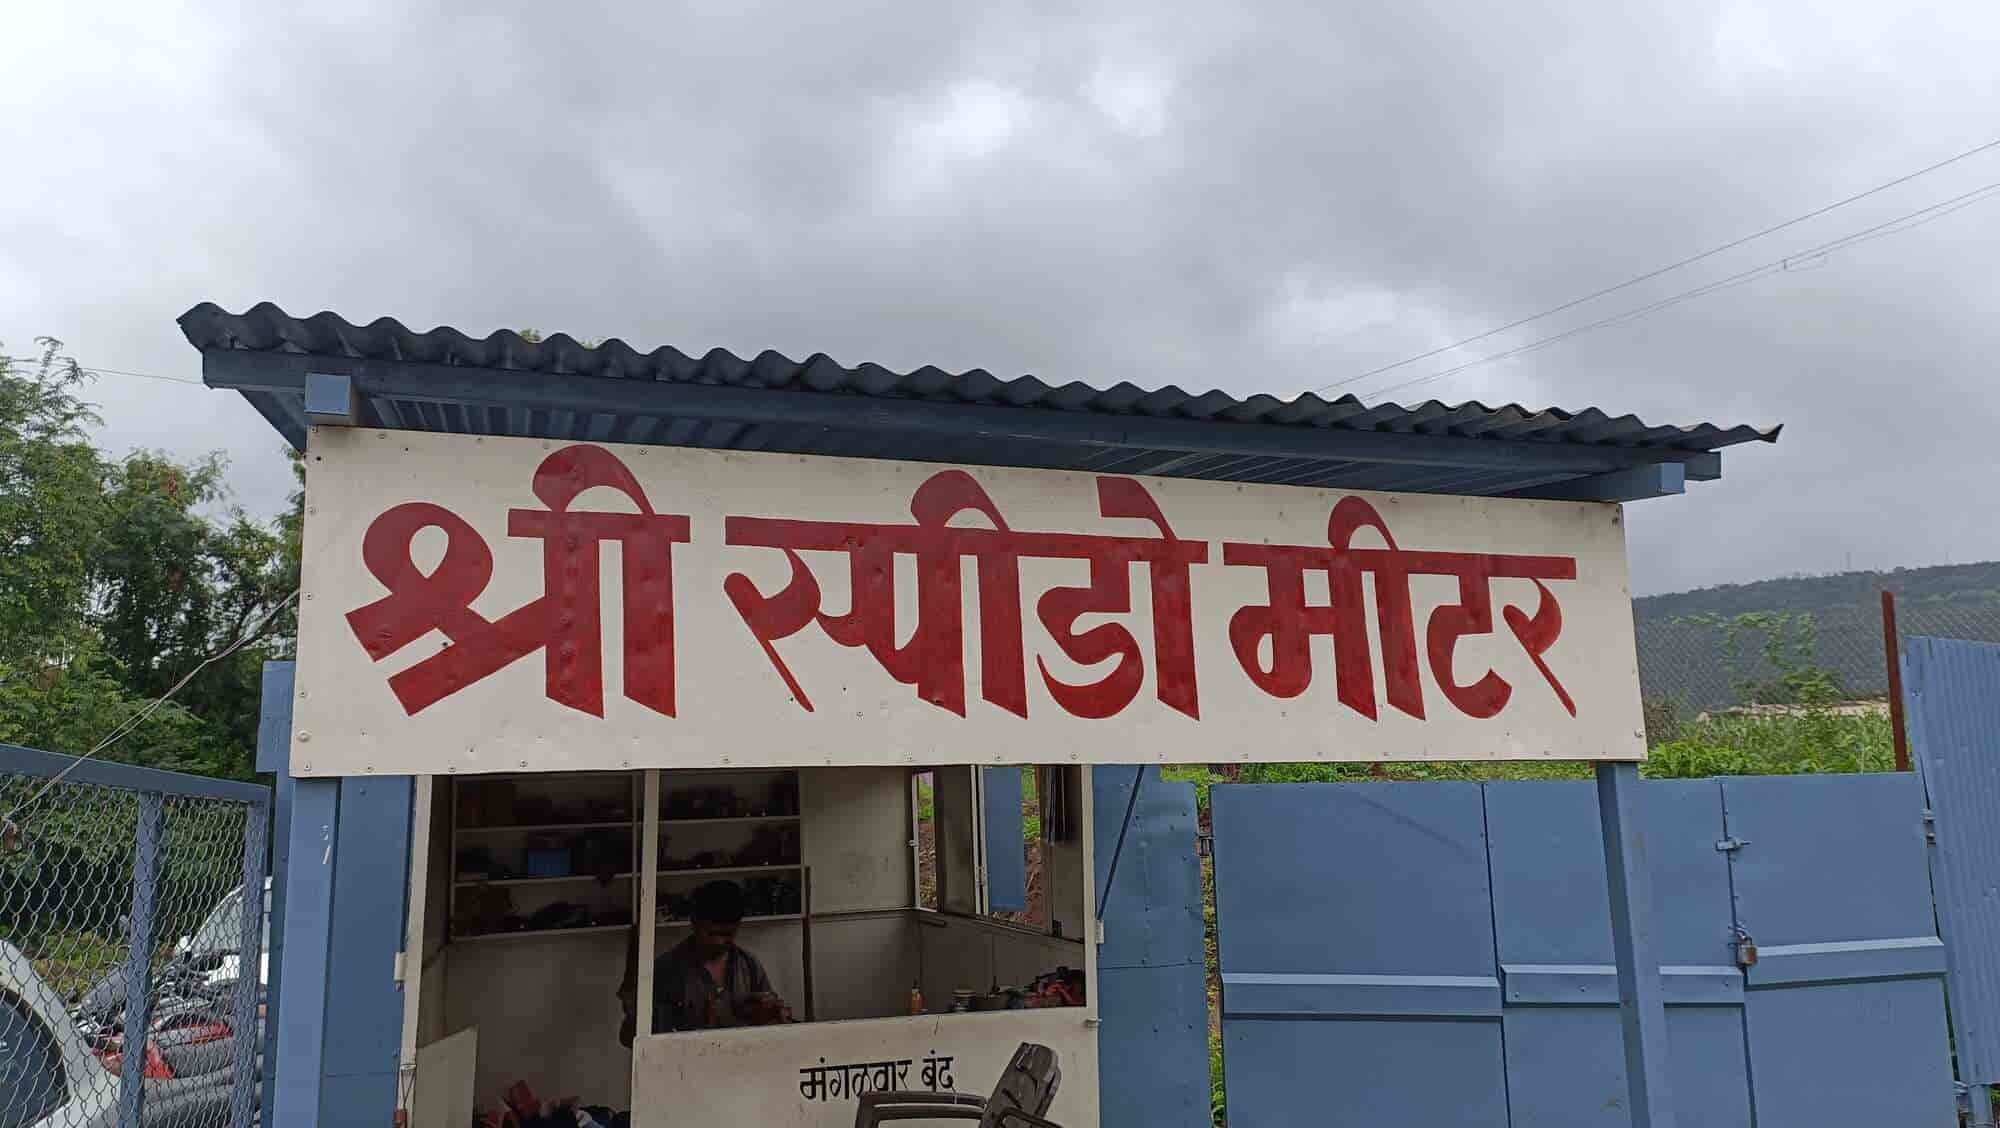 श्री स्पीडो मीटर
मंगळवार बंद